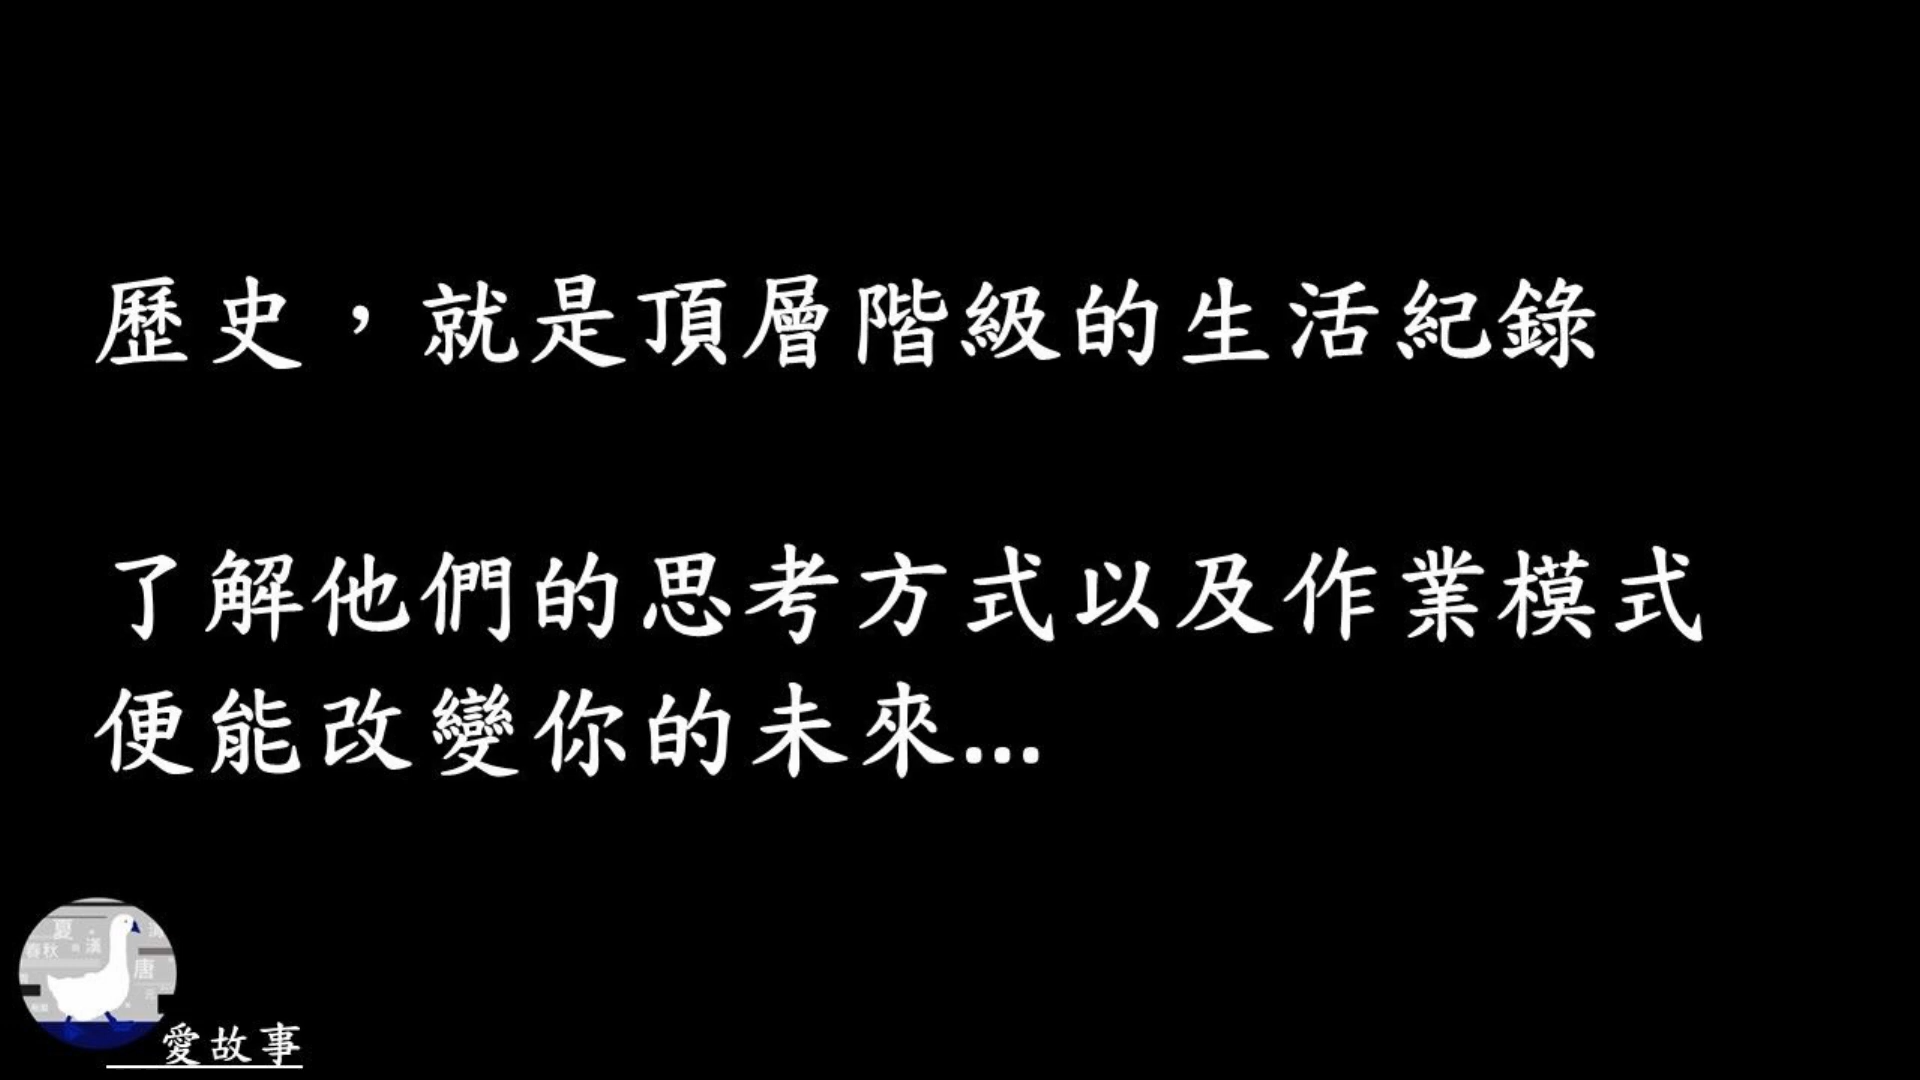 歷史，就是頂層階級的生活紀錄
了解他們的思考方式以及作業模式
便能改變你的未來...
夏
春秋
漢
唐
愛故事